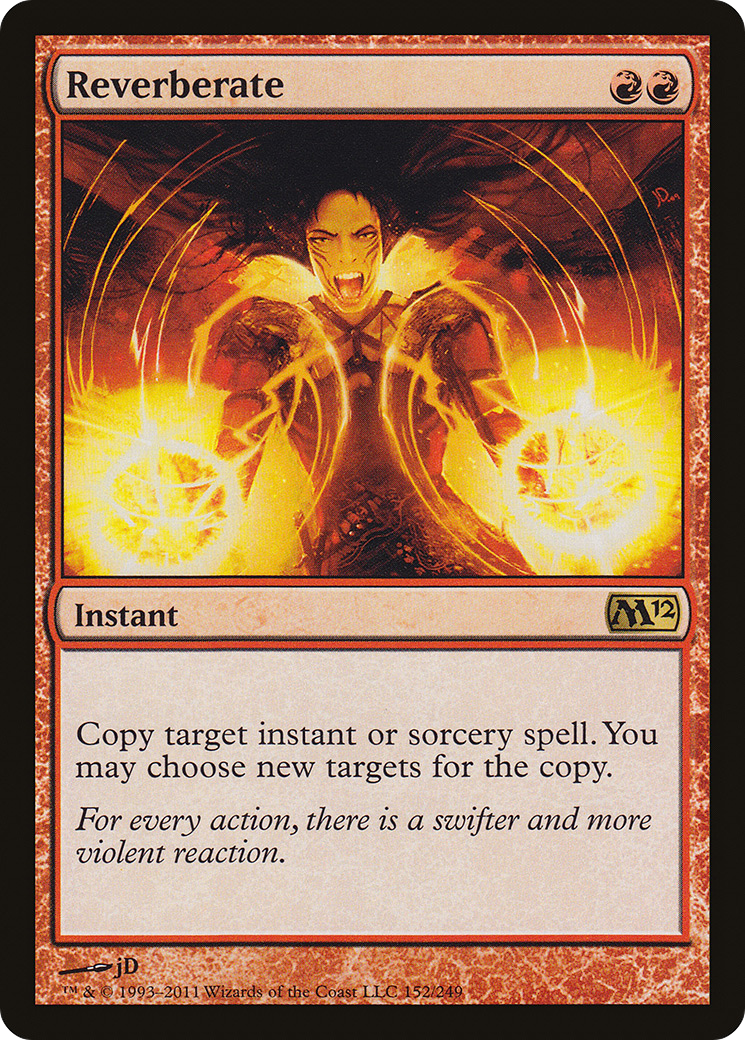 Reverberate
JD 09
Instant
M12
Copy target instant or sorcery spell. You
may choose new targets for the copy.
For every action, there is a swifter and more
violent reaction.
jD
™ & © 1993–2011 Wizards of the Coast LLC 152/249